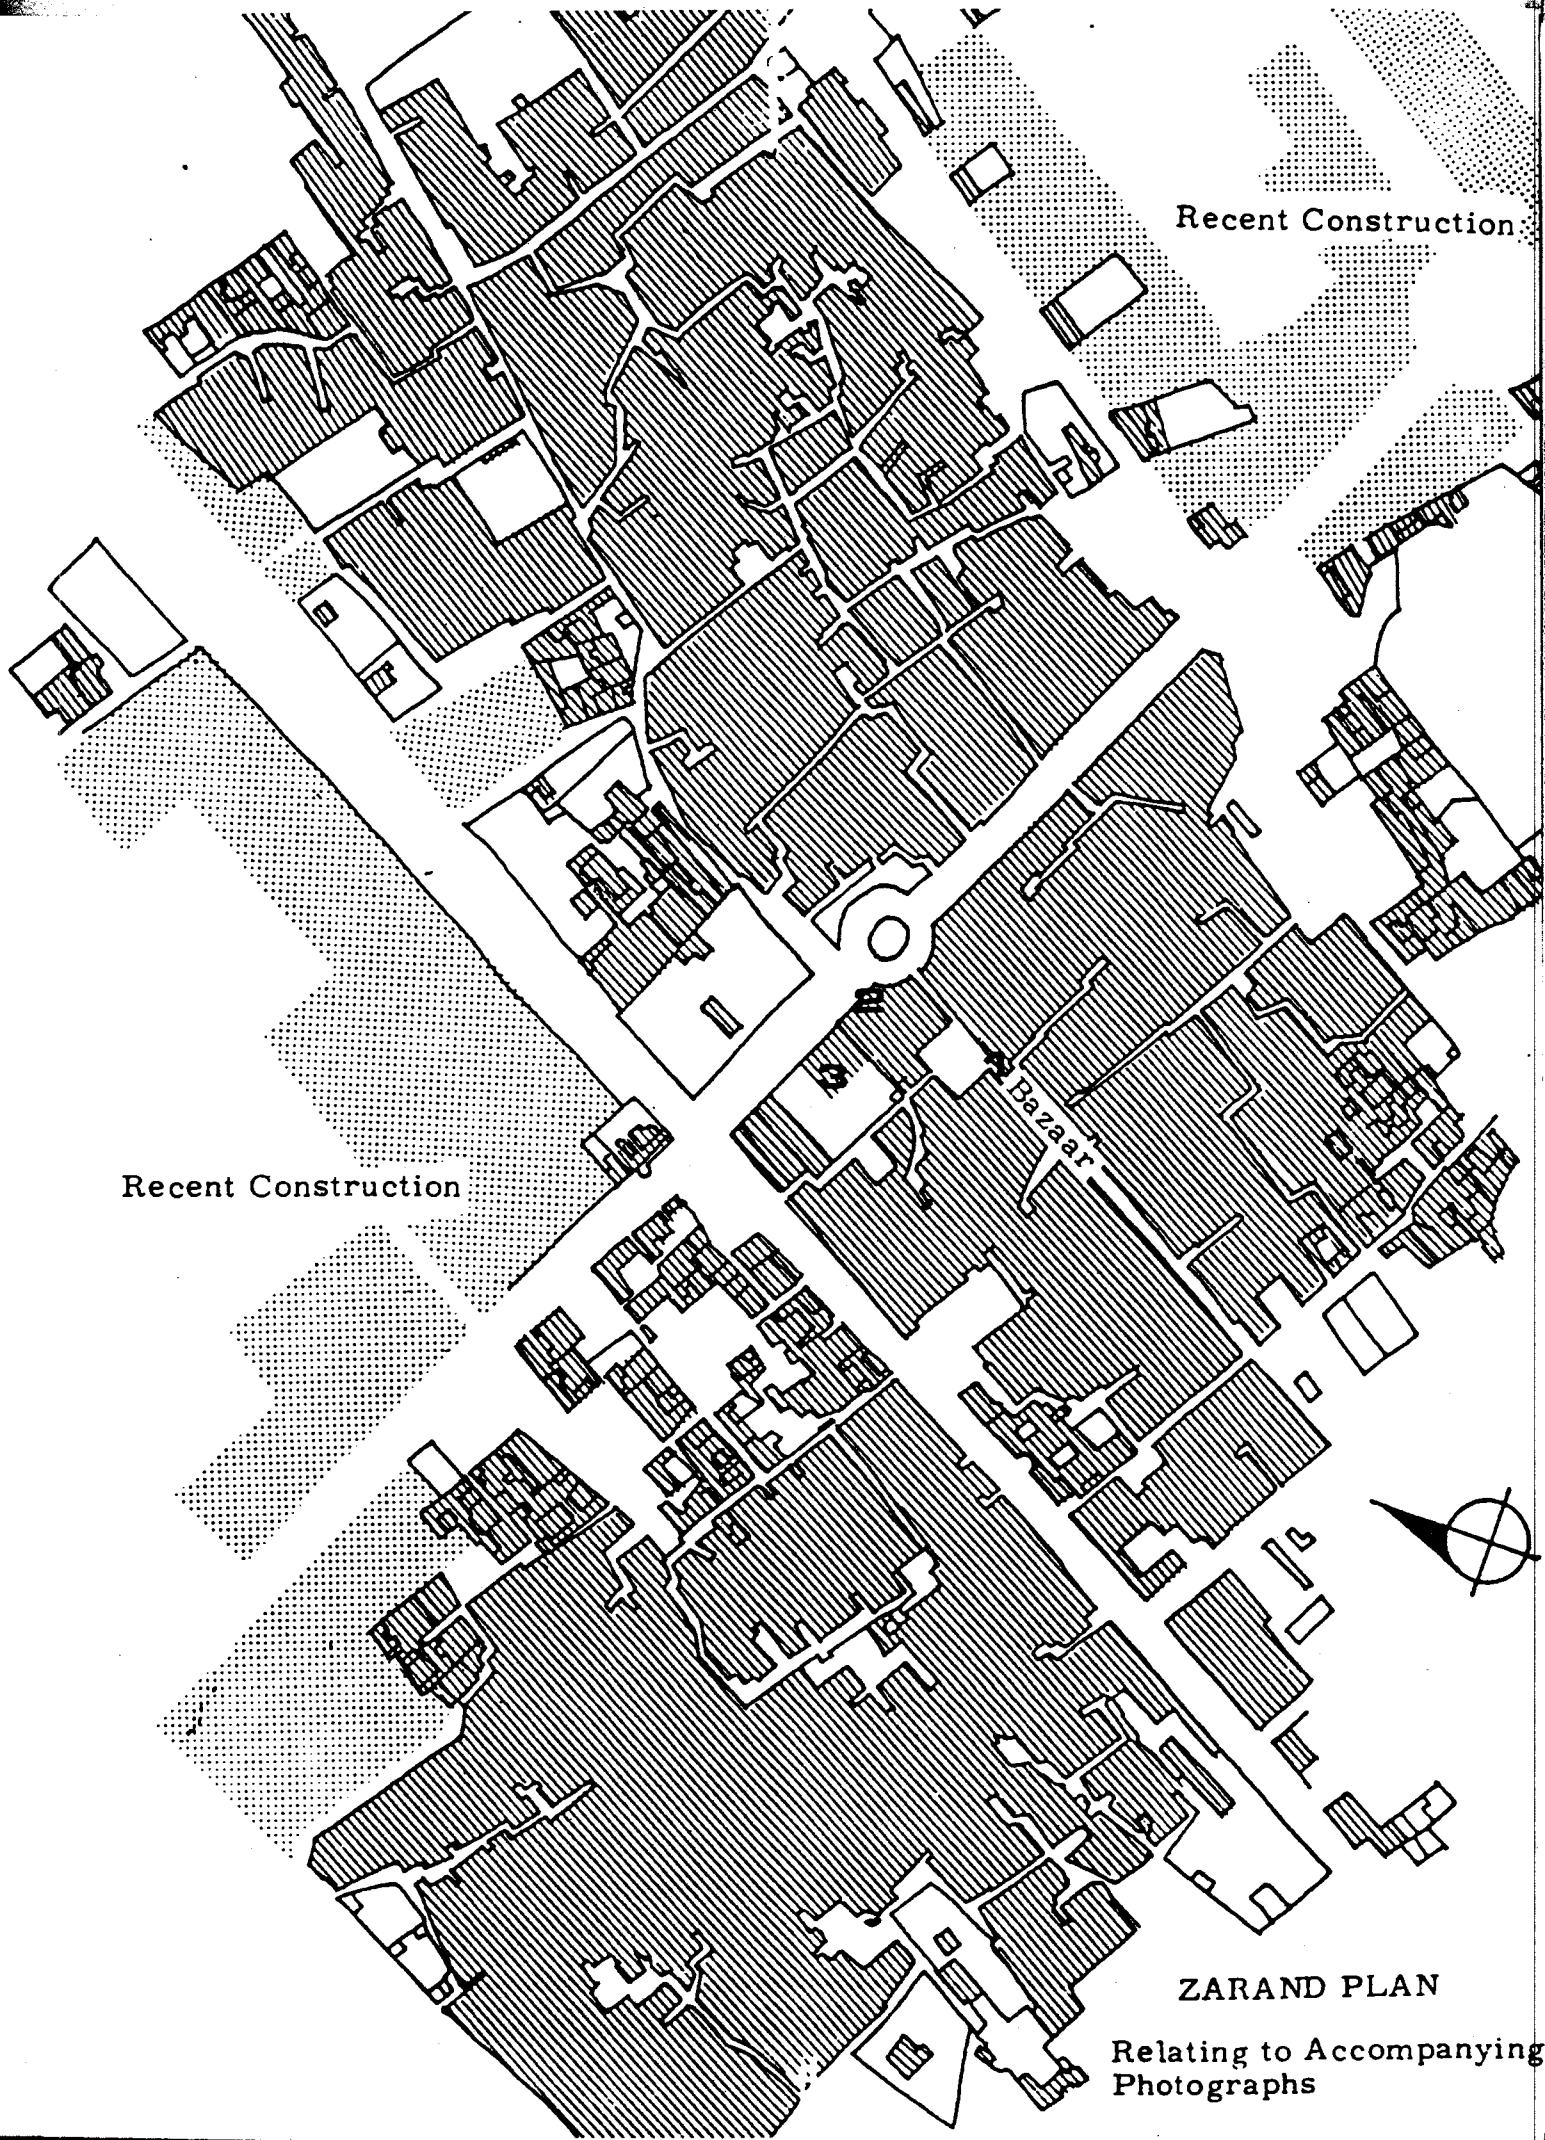 Recent Construction
Bazaar
Recent Construction
ZARAND PLAN
Relating to Accompanying
Photographs